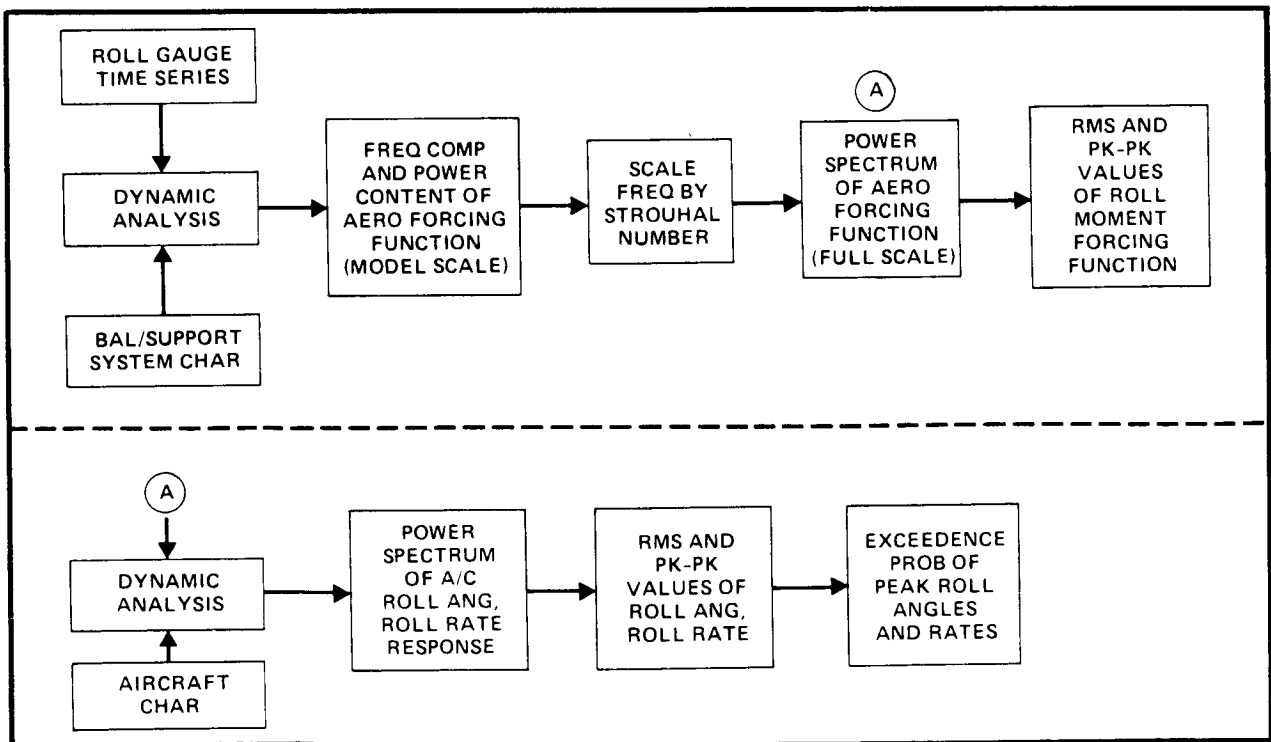 ROLL GAUGE
TIME SERIES
DYNAMIC
ANALYSIS
BAL/SUPPORT
SYSTEM CHAR
FREQ COMP
AND POWER
CONTENT OF
AERO FORCING
FUNCTION
(MODEL SCALE)
SCALE
FREQ BY
STROUHAL
NUMBER
A
POWER
SPECTRUM
OF AERO
FORCING
FUNCTION
(FULL SCALE)
RMS AND
PK-PK
VALUES
OF ROLL
MOMENT
FORCING
FUNCTION
A
DYNAMIC
ANALYSIS
AIRCRAFT
CHAR
POWER
SPECTRUM
OF A/C
ROLL ANG,
ROLL RATE
RESPONSE
RMS AND
PK-PK
VALUES OF
ROLL ANG,
ROLL RATE
EXCEEDENCE
PROB OF
PEAK ROLL
ANGLES
AND RATES